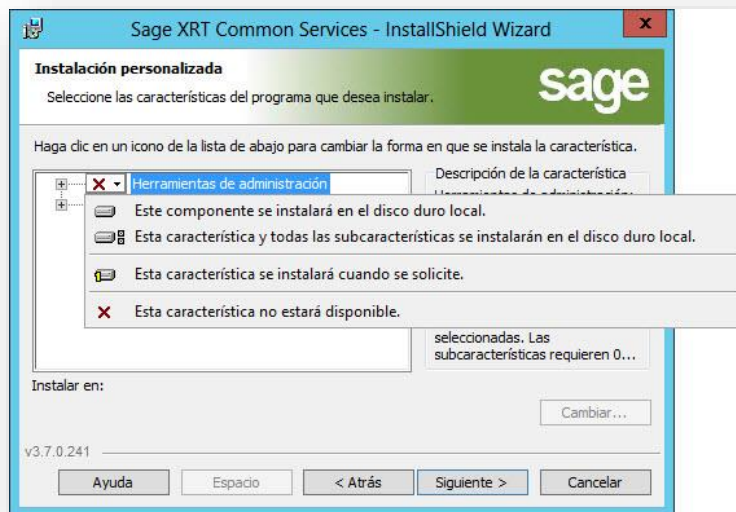 Sage XRT Common Services - InstallShield Wizard
x
Instalación personalizada
Seleccione las características del programa que desea instalar.
sage
Haga clic en un icono de la lista de abajo para cambiar la forma en que se instala la característica.
Herramientas de administración
Descripción de la característica
Herramientas de administración:
Este componente se instalará en el disco duro local.
Esta característica y todas las subcaracterísticas se instalarán en el disco duro local.
Esta característica se instalará cuando se solicite.
Esta característica no estará disponible.
seleccionadas. Las
subcaracterísticas requieren 0...
Instalar en:
Cambiar...
v3.7.0.241
Ayuda
Espacio
< Atrás
Siguiente >
Cancelar